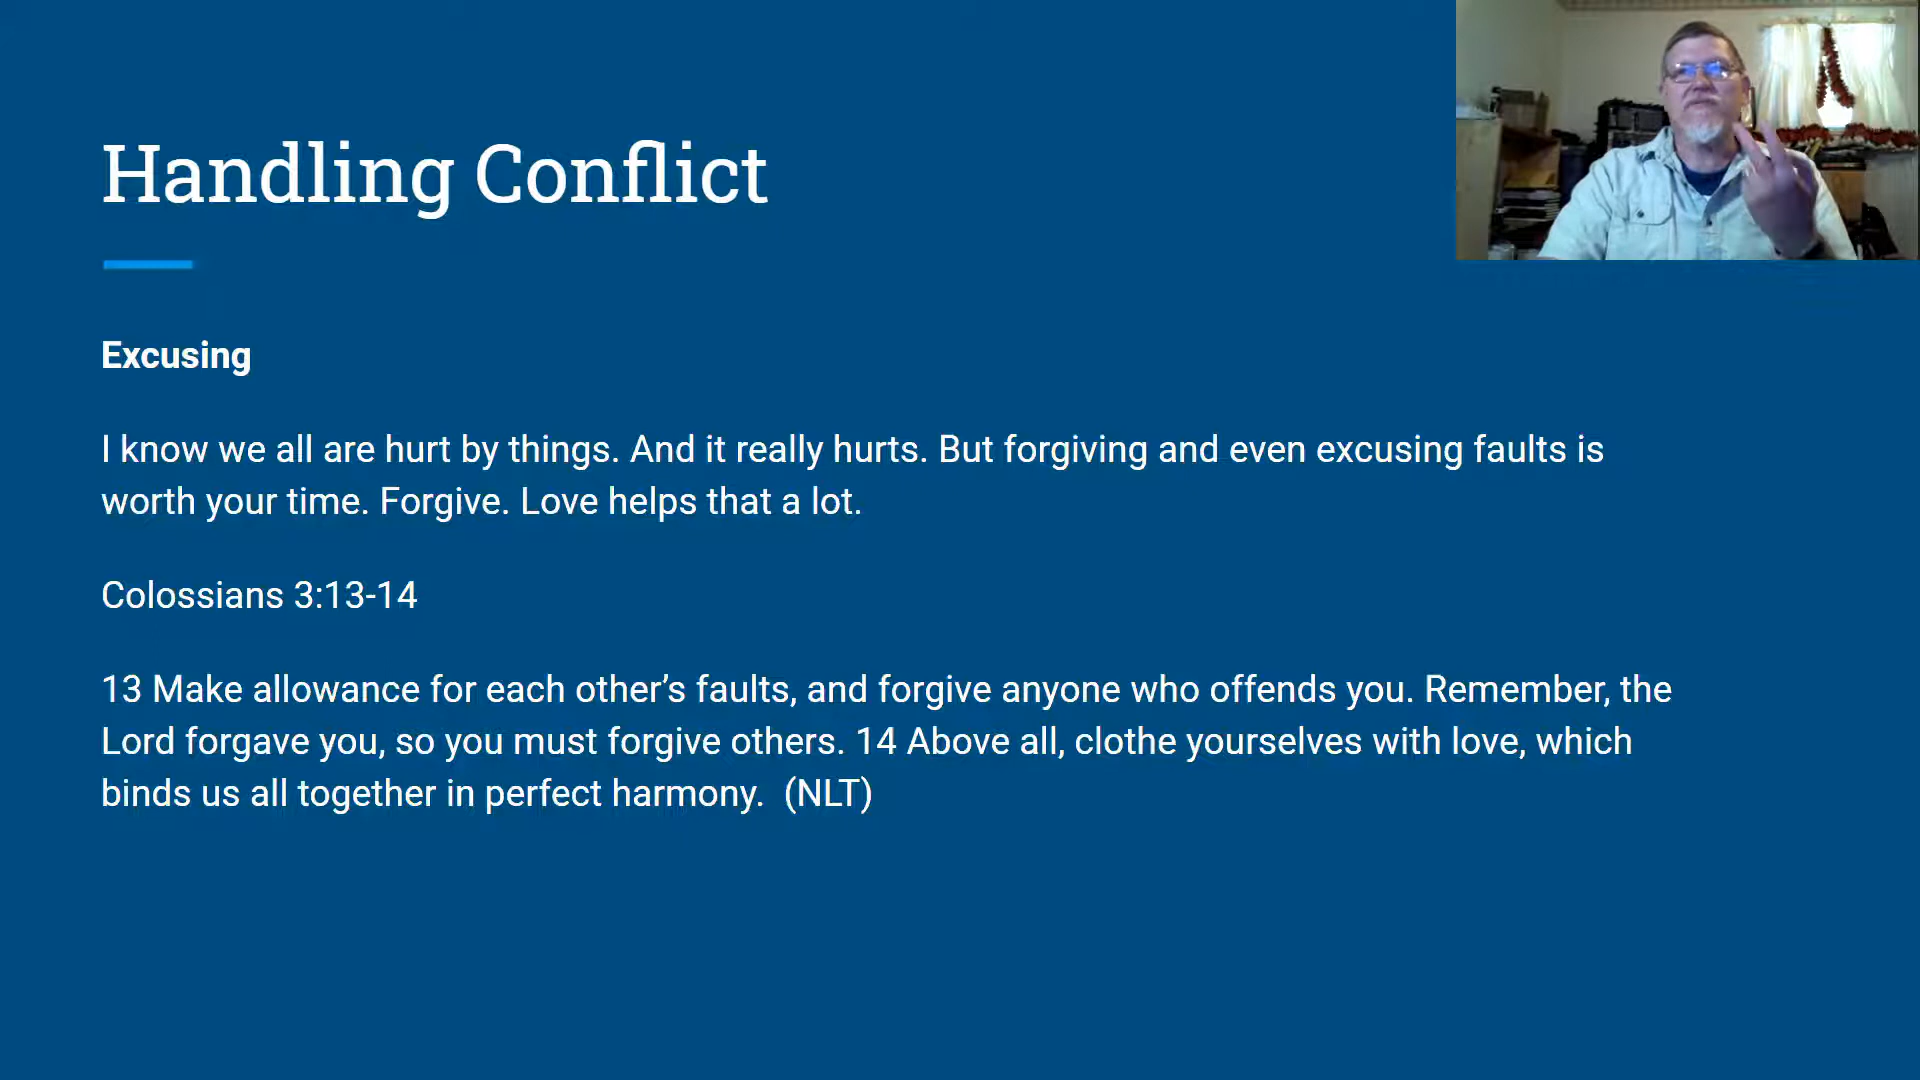 Handling Conflict
Excusing
I know we all are hurt by things. And it really hurts. But forgiving and even excusing faults is
worth your time. Forgive. Love helps that a lot.
Colossians 3:13-14
13 Make allowance for each other’s faults, and forgive anyone who offends you. Remember, the
Lord forgave you, so you must forgive others. 14 Above all, clothe yourselves with love, which
binds us all together in perfect harmony.  (NLT)